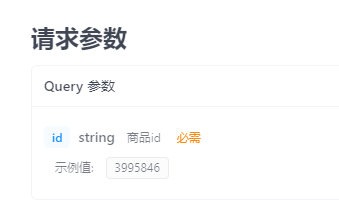 请求参数
Query 参数
id string 商品id 必需
示例值: 3995846